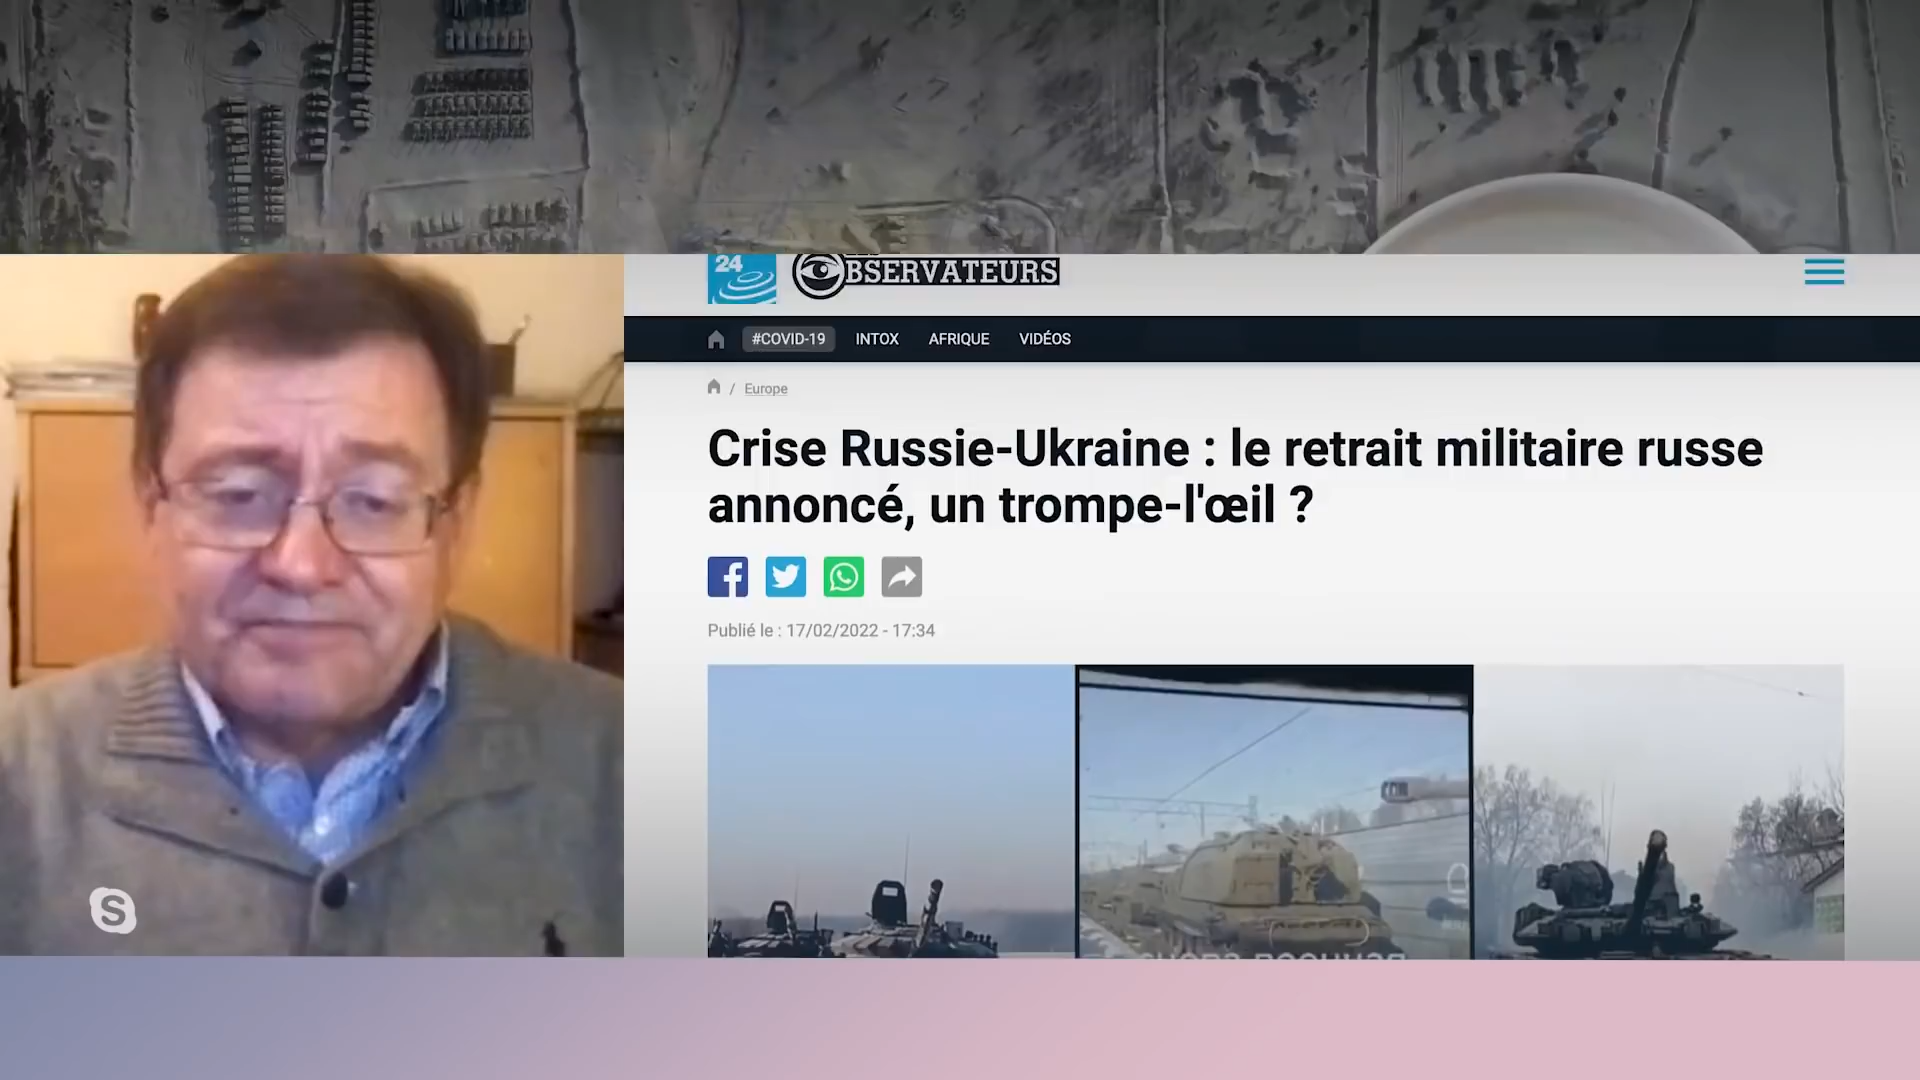 24
BSERVATEURS
#COVID-19 INTOX AFRIQUE VIDÉOS
/ Europe
Crise Russie-Ukraine : le retrait militaire russe
annoncé, un trompe-l'œil ?
Publié le : 17/02/2022 - 17:34